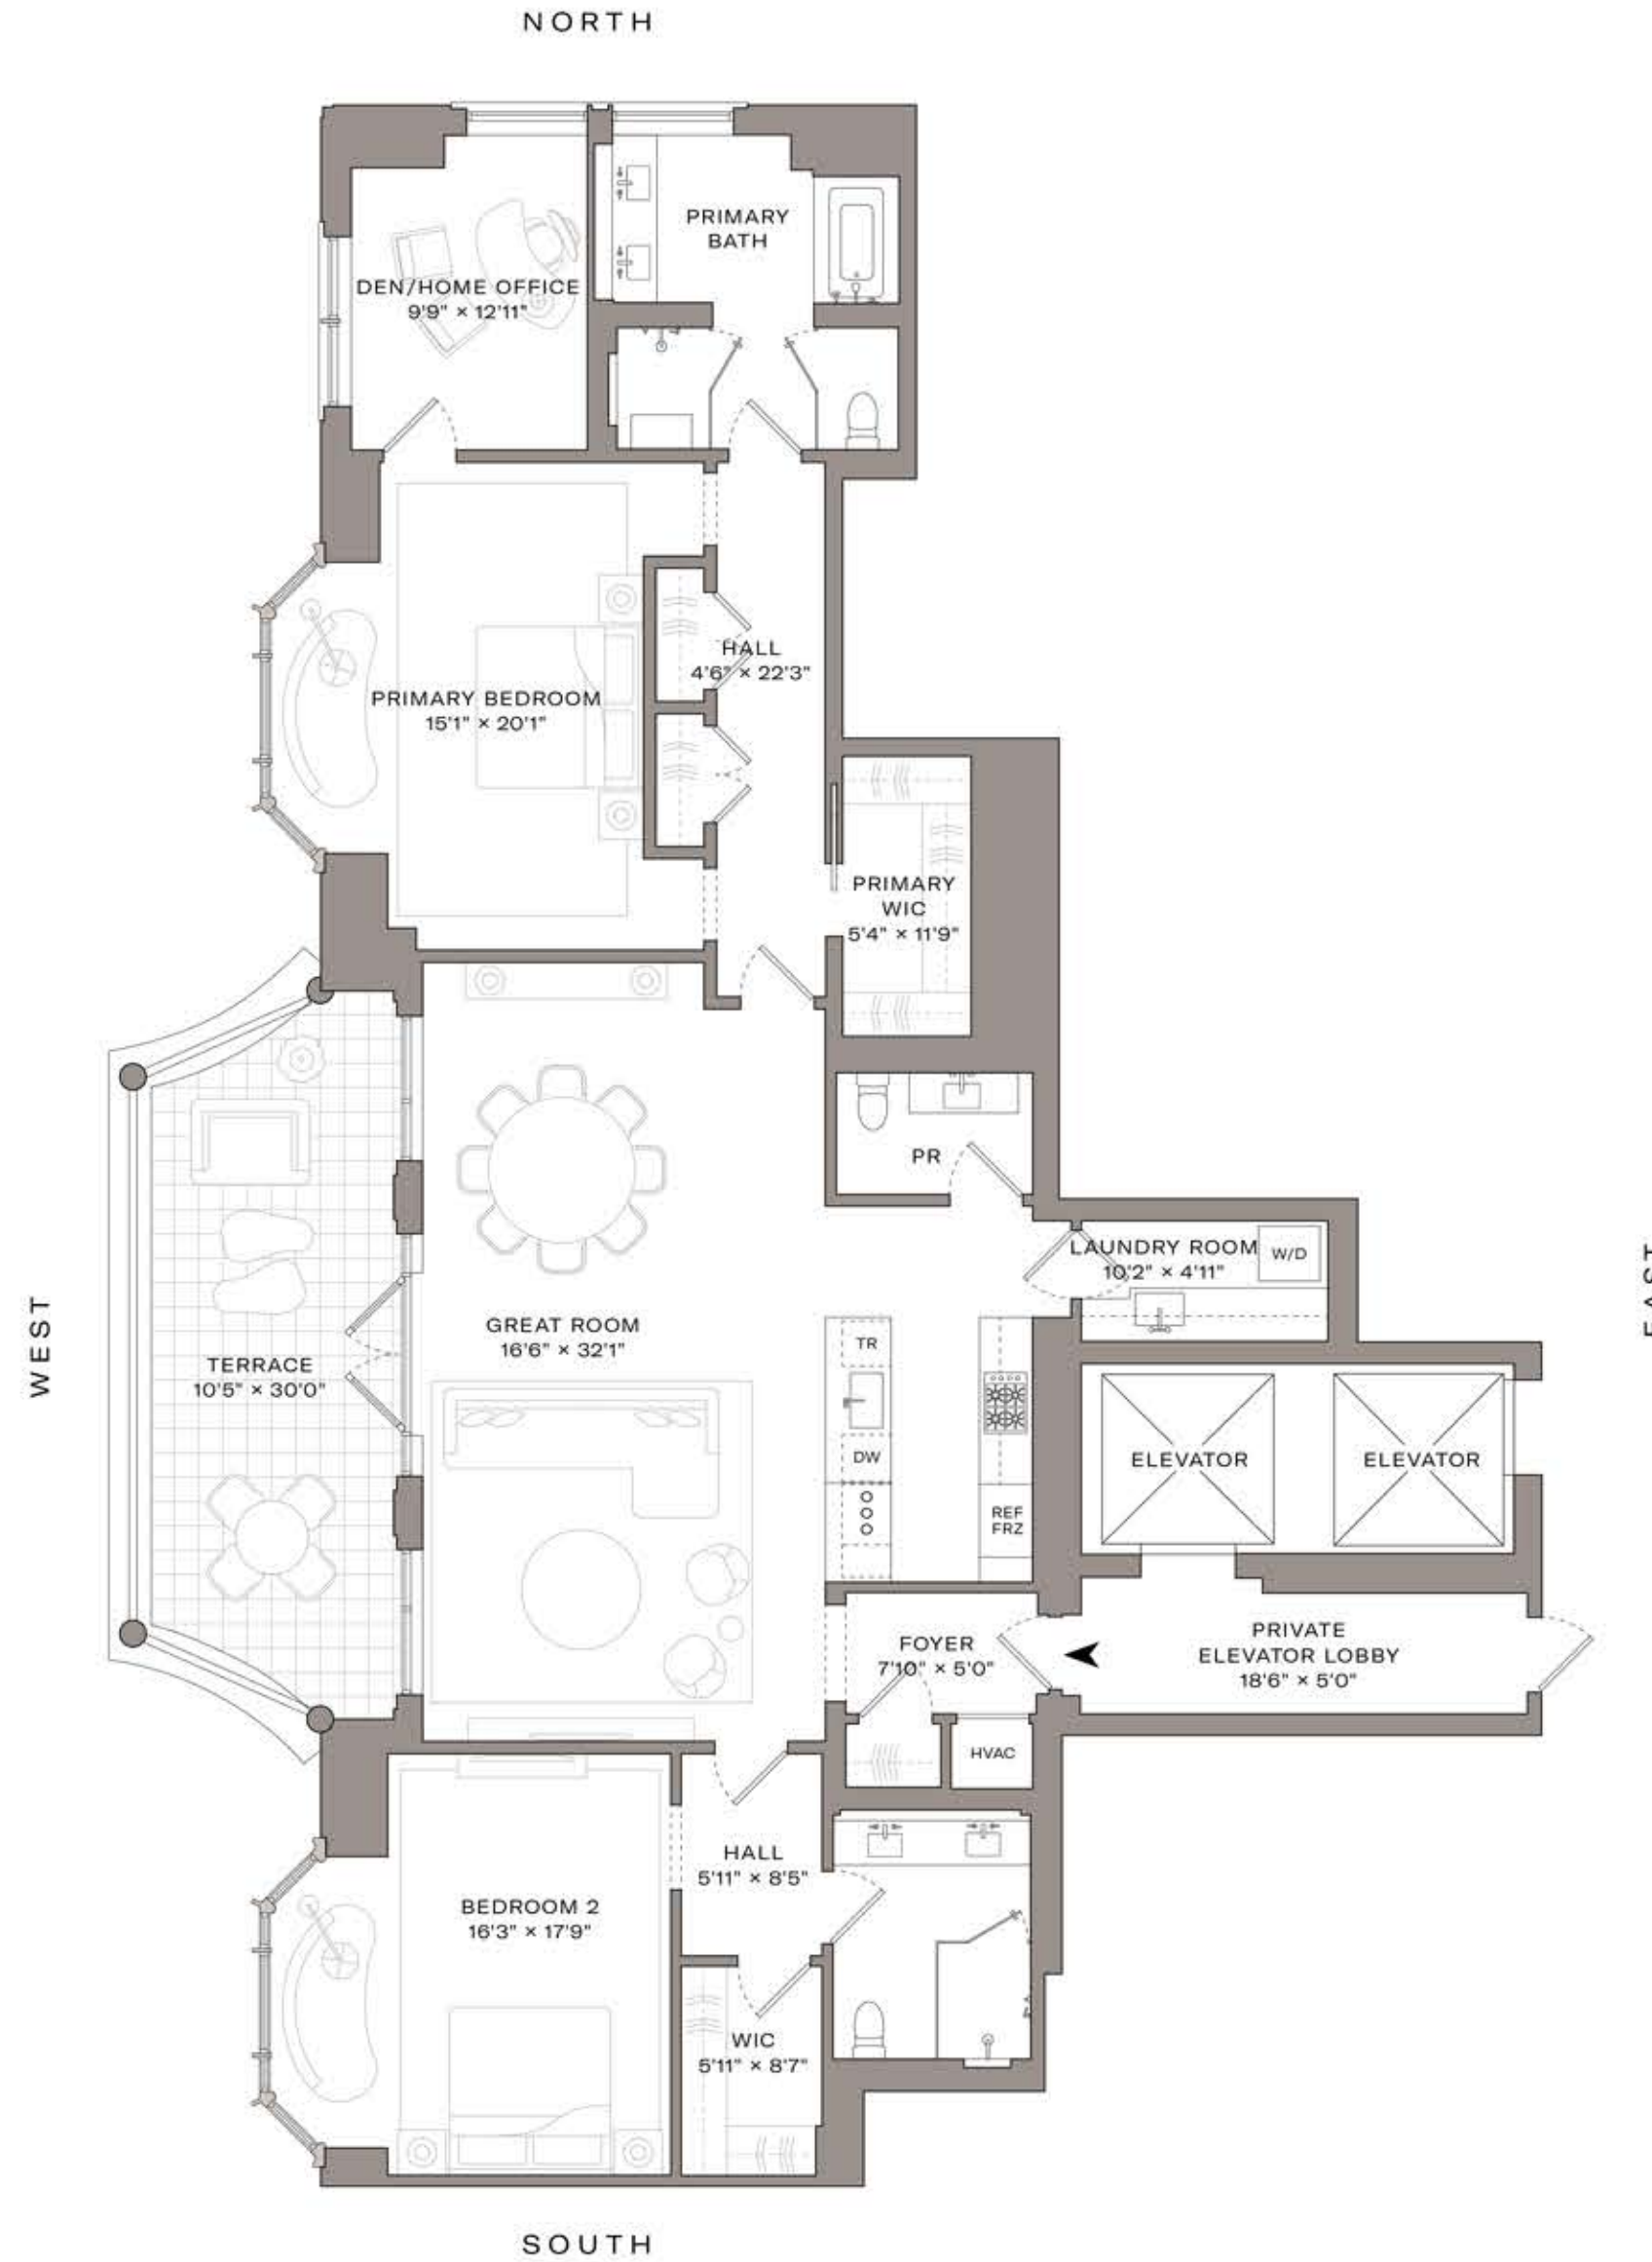 NORTH
PRIMARY
BATH
DEN/HOME OFFICE
9'9" × 12'11"
HALL
4'6" × 22'3"
PRIMARY BEDROOM
15'1" × 20'1"
PRIMARY
WIC
5'4" × 11'9"
PR
LAUNDRY ROOM
10'2" × 4'11"
W/D
WEST
EAST
GREAT ROOM
16'6" × 32'1"
TERRACE
10'5" × 30'0"
TR
DW
REF
FRZ
ELEVATOR
ELEVATOR
FOYER
7'10" × 5'0"
PRIVATE
ELEVATOR LOBBY
18'6" × 5'0"
HVAC
HALL
5'11" × 8'5"
BEDROOM 2
16'3" × 17'9"
WIC
5'11" × 8'7"
SOUTH